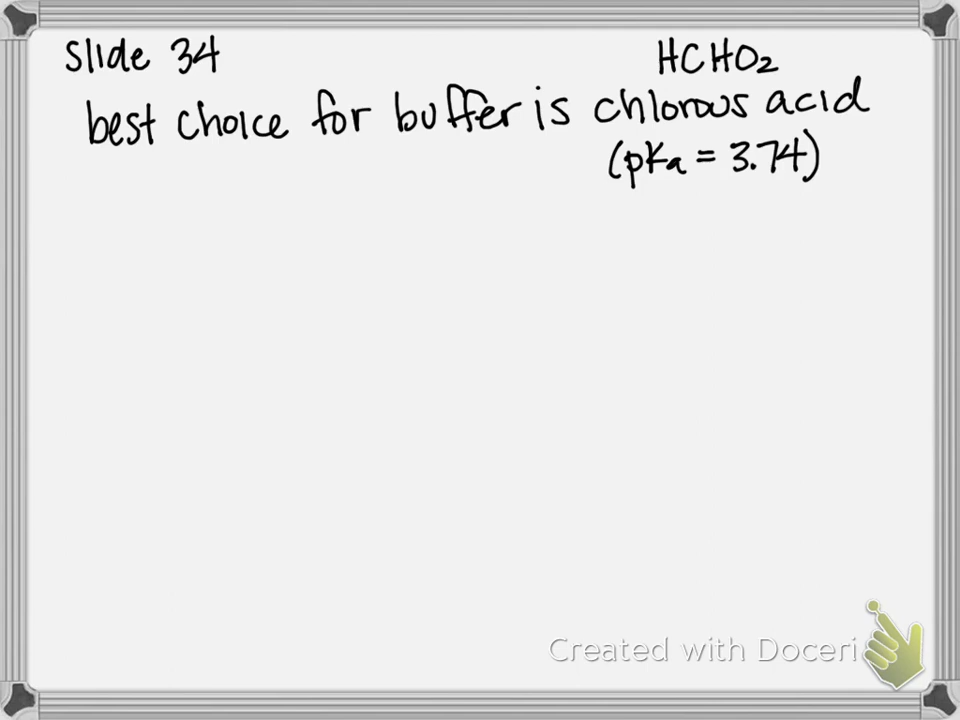 Slide 34
HCHO₂
best choice for buffer is chlorous acid
(pKa = 3.74)
Created with Doceri